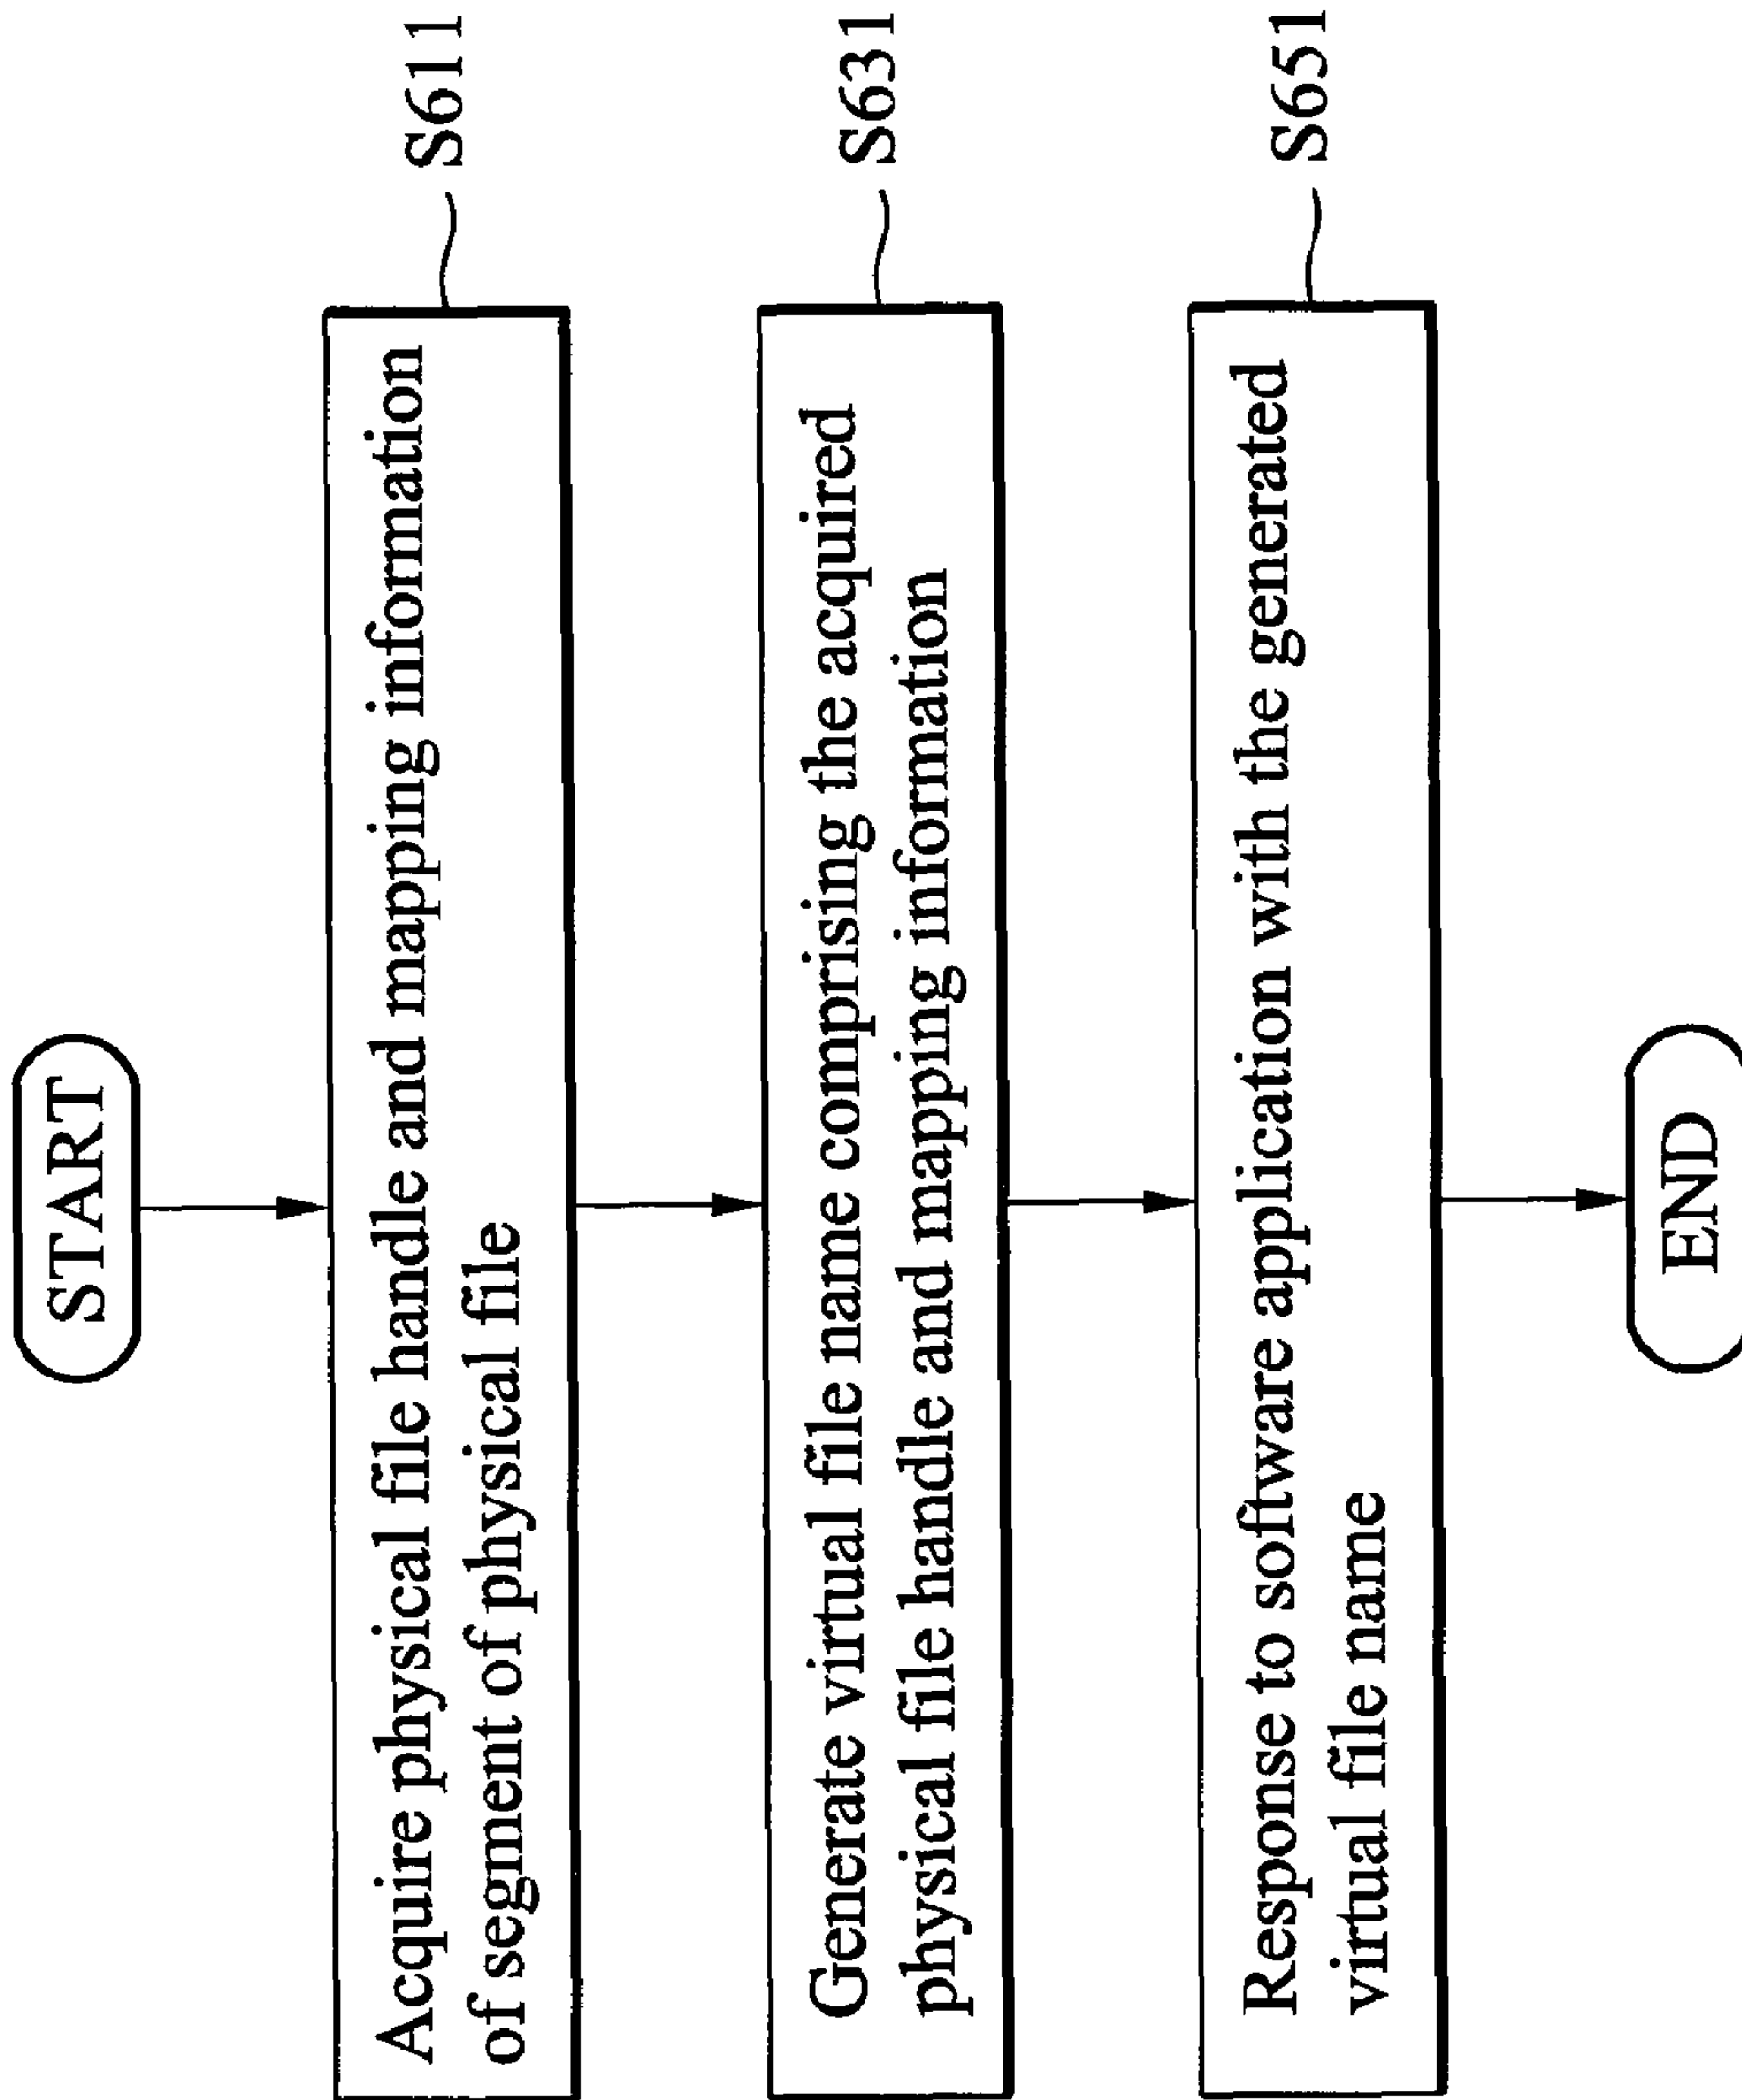 START
Acquire physical file handle and mapping information
of segment of physical file
S611
Generate virtual file name comprising the acquired
physical file handle and mapping information
S631
Response to software application with the generated
virtual file name
S651
END